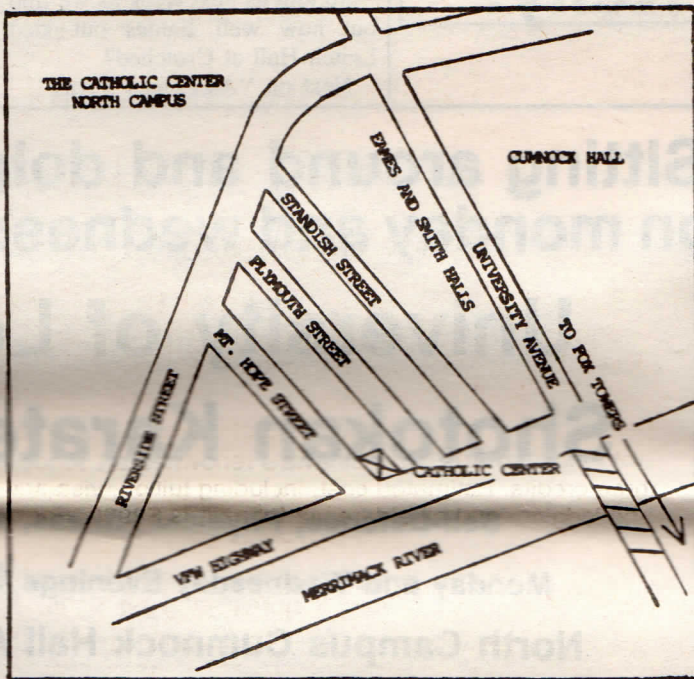 THE CATHOLIC CENTER
NORTH CAMPUS
CUMNOCK HALL
EAMES AND SMITH HALLS
STANDISH STREET
UNIVERSITY AVENUE
PLYMOUTH STREET
TO FOX TOWERS
MT. HOPE STREET
RIVERSIDE STREET
CATHOLIC CENTER
VFW HIGHWAY
MERRIMACK RIVER
Sitting around and doi
on monday and wednes
University of L
Shotokan Karate
Monday and Wednesday Evenings
North Campus Cumnock Hall